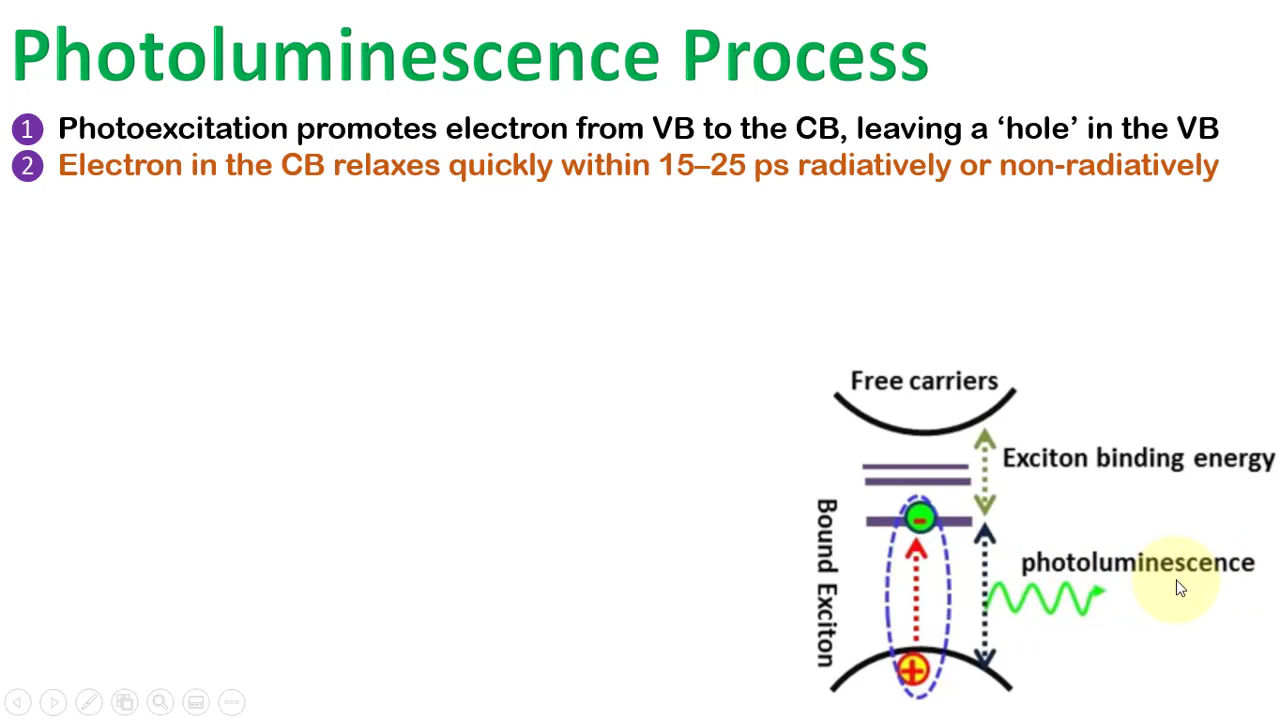 Photoluminescence Process
1 Photoexcitation promotes electron from VB to the CB, leaving a ‘hole’ in the VB
2 Electron in the CB relaxes quickly within 15–25 ps radiatively or non-radiatively
Free carriers
Exciton binding energy
Bound Exciton
-
photoluminescence
+